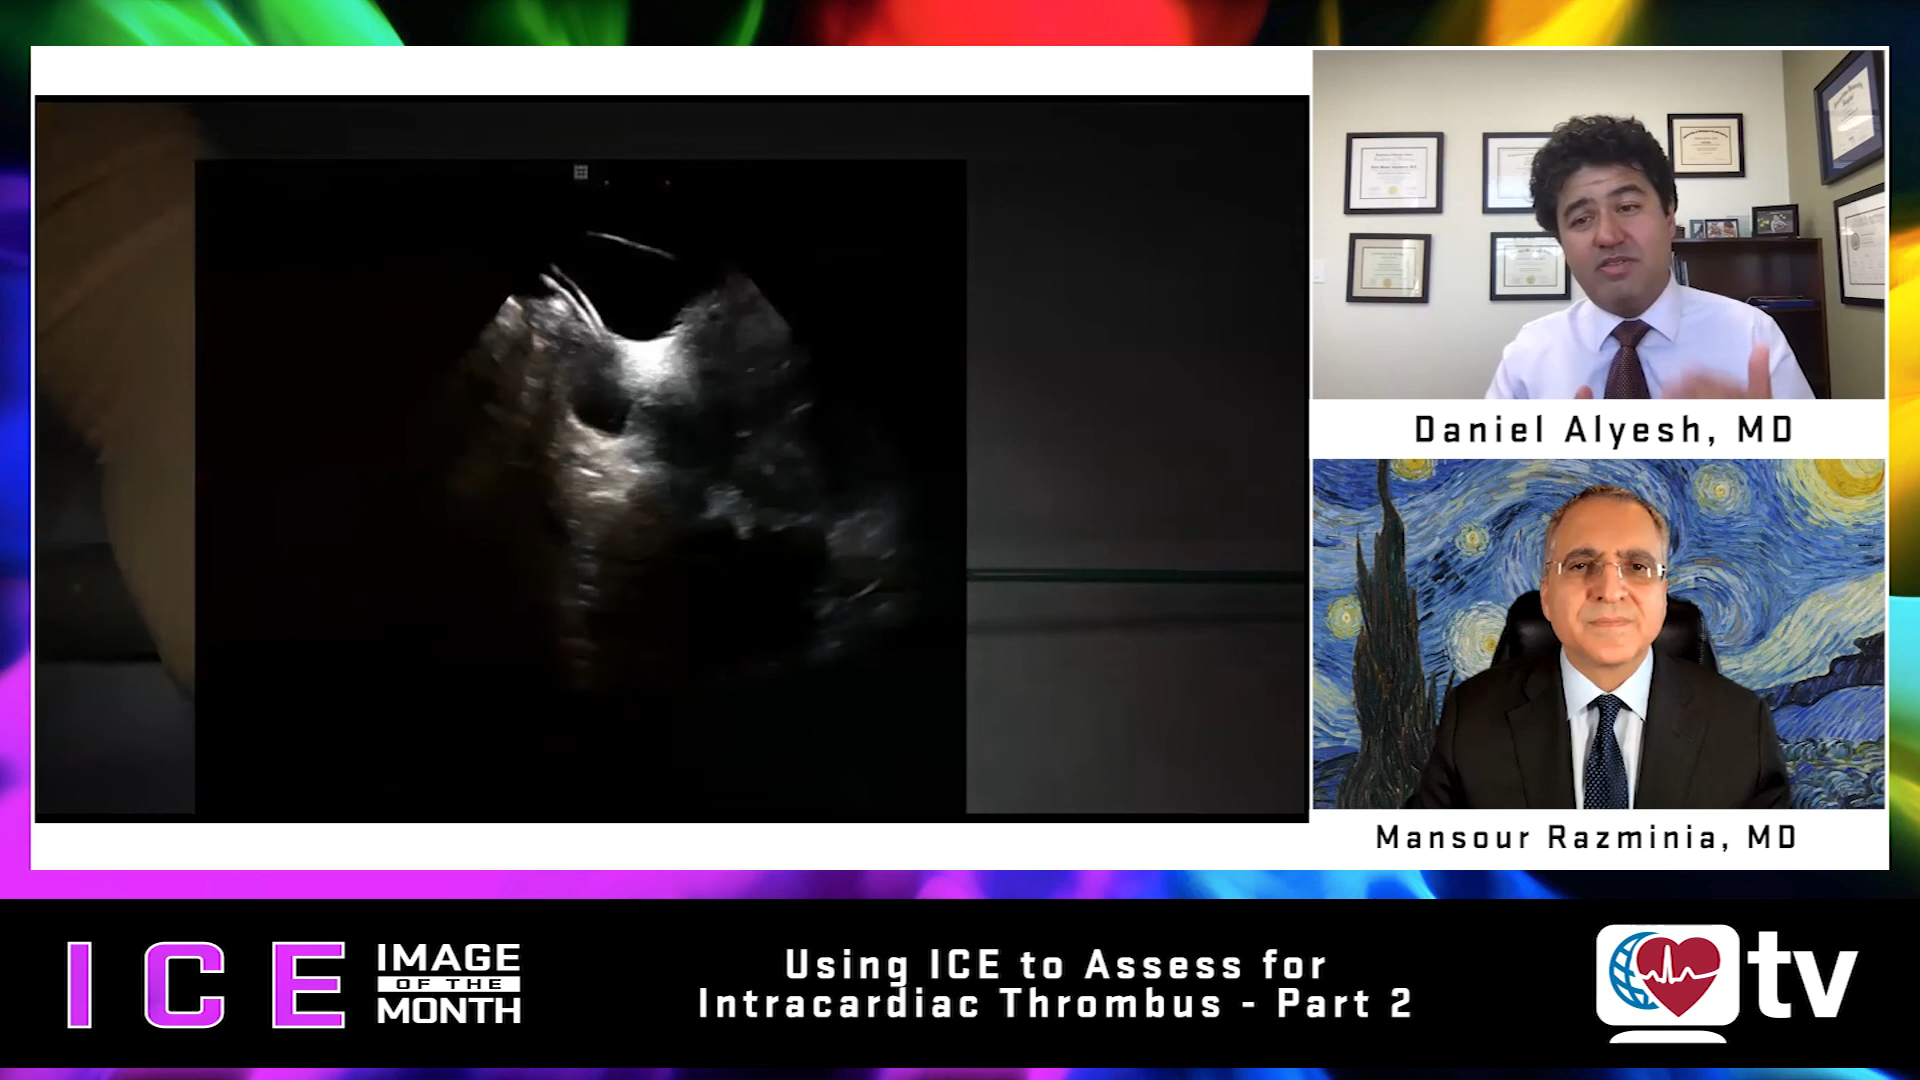 Daniel Alyesh, MD
Mansour Razminia, MD
ICE
IMAGE
OF THE
MONTH
Using ICE to Assess for
Intracardiac Thrombus - Part 2
tv